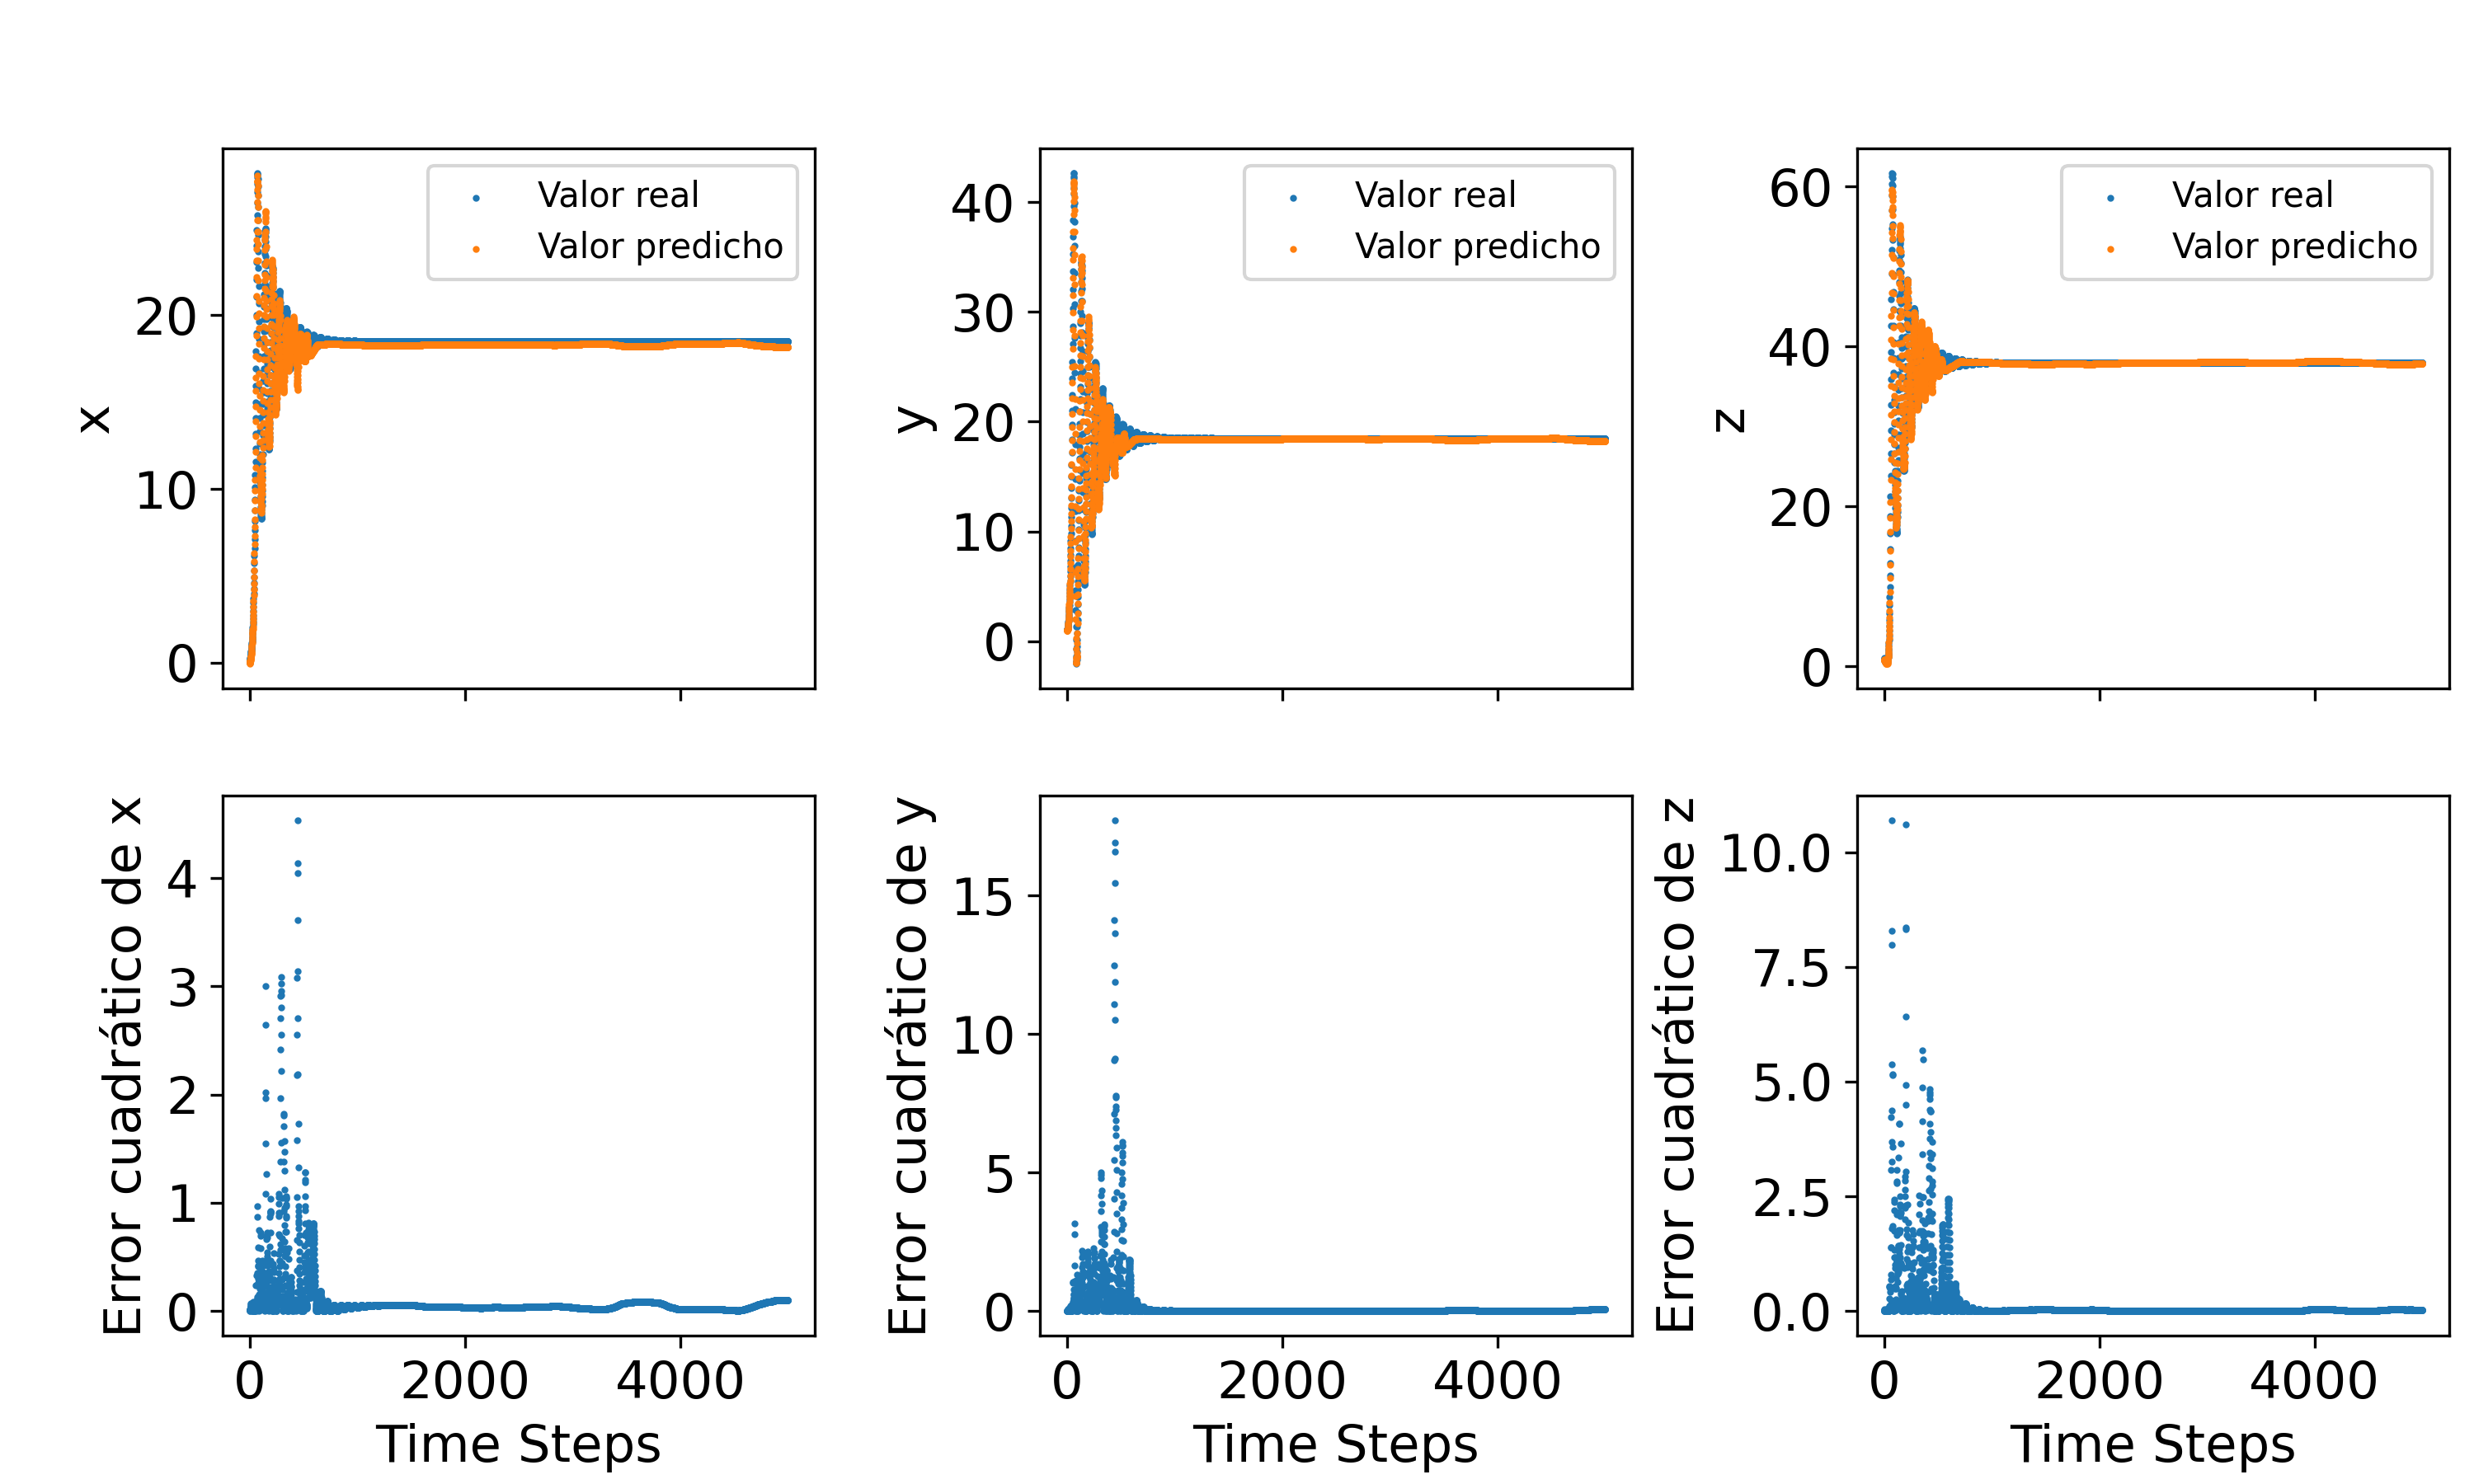 Valor real
Valor predicho
20
10
0
x
Valor real
Valor predicho
40
30
20
10
0
y
Valor real
Valor predicho
60
40
20
0
z
Error cuadrático de x
4
3
2
1
0
0 2000 4000
Time Steps
Error cuadrático de y
15
10
5
0
0 2000 4000
Time Steps
Error cuadrático de z
10.0
7.5
5.0
2.5
0.0
0 2000 4000
Time Steps